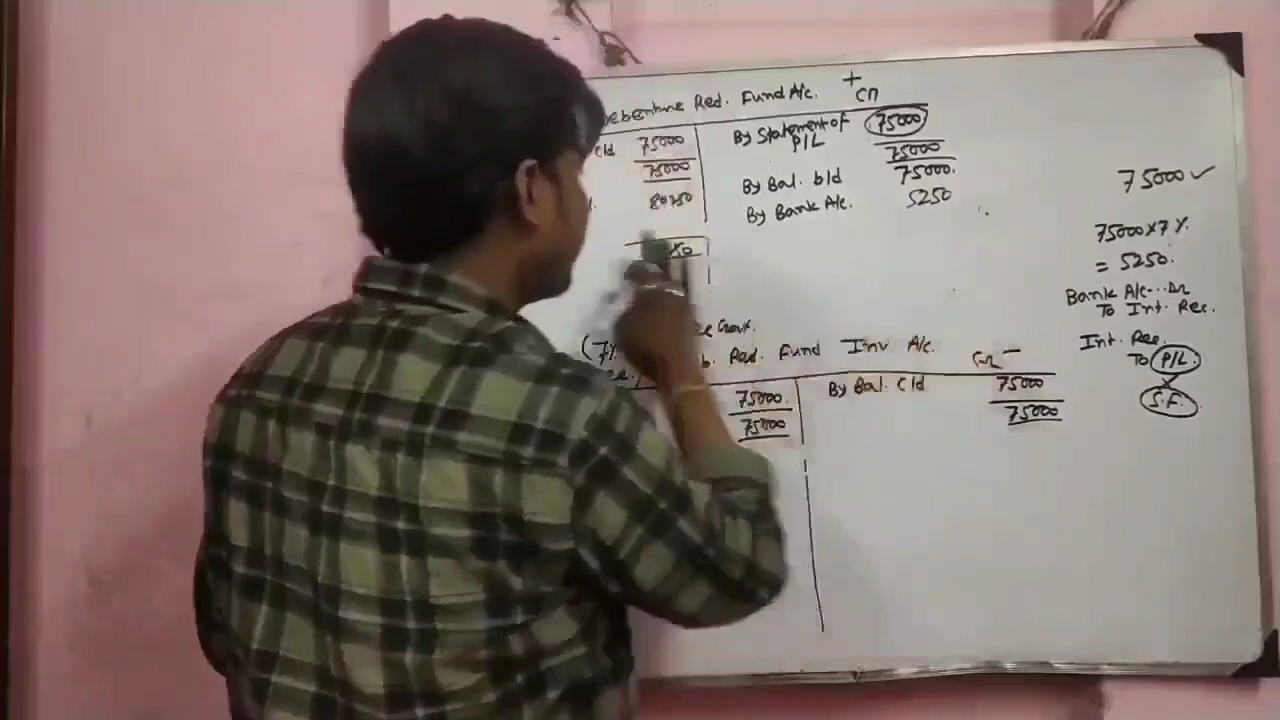 Debenture Red. Fund A/c. + Cr
c/d 75000 By Statement of P/L 75000
75000 75000
By Bal. b/d 75000.
80250 By Bank A/c. 5250
75000 ✓
75000 x 7%
= 5250.
Bank A/c... Dr
To Int. Rec.
Int. Rec.
To P/L.
S.F.
(7%
Red. Fund Inv A/c. Cr -
75000. By Bal. c/d 75000
75000 75000